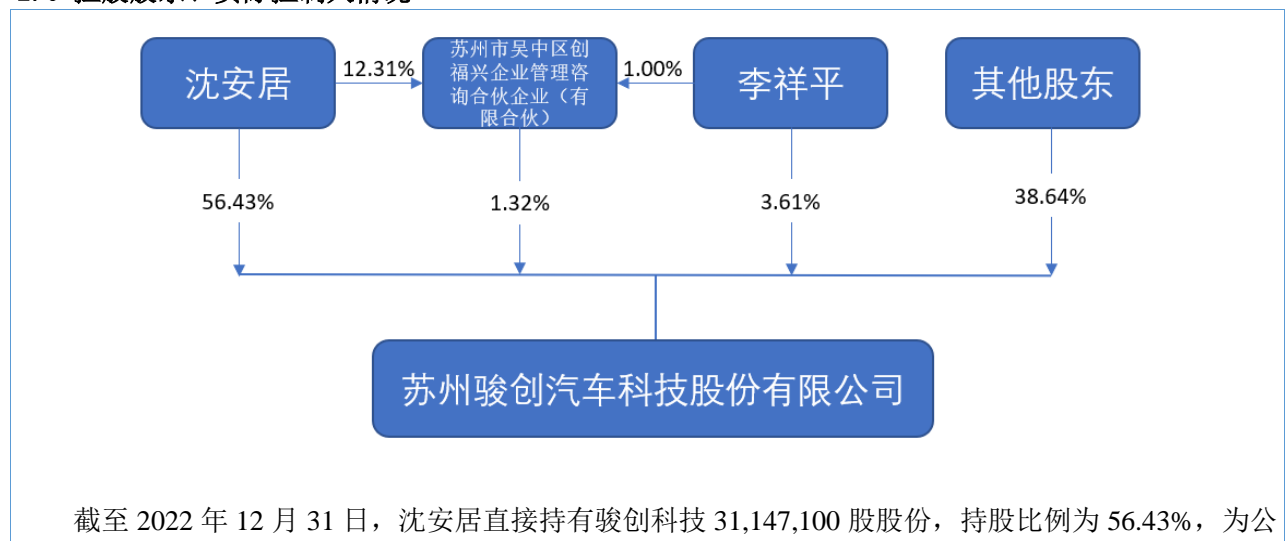 沈安居
12.31%
苏州市吴中区创
福兴企业管理咨
询合伙企业（有
限合伙）
1.00%
李祥平
其他股东
56.43%
1.32%
3.61%
38.64%
苏州骏创汽车科技股份有限公司
截至 2022 年 12 月 31 日，沈安居直接持有骏创科技 31,147,100 股股份，持股比例为 56.43%，为公